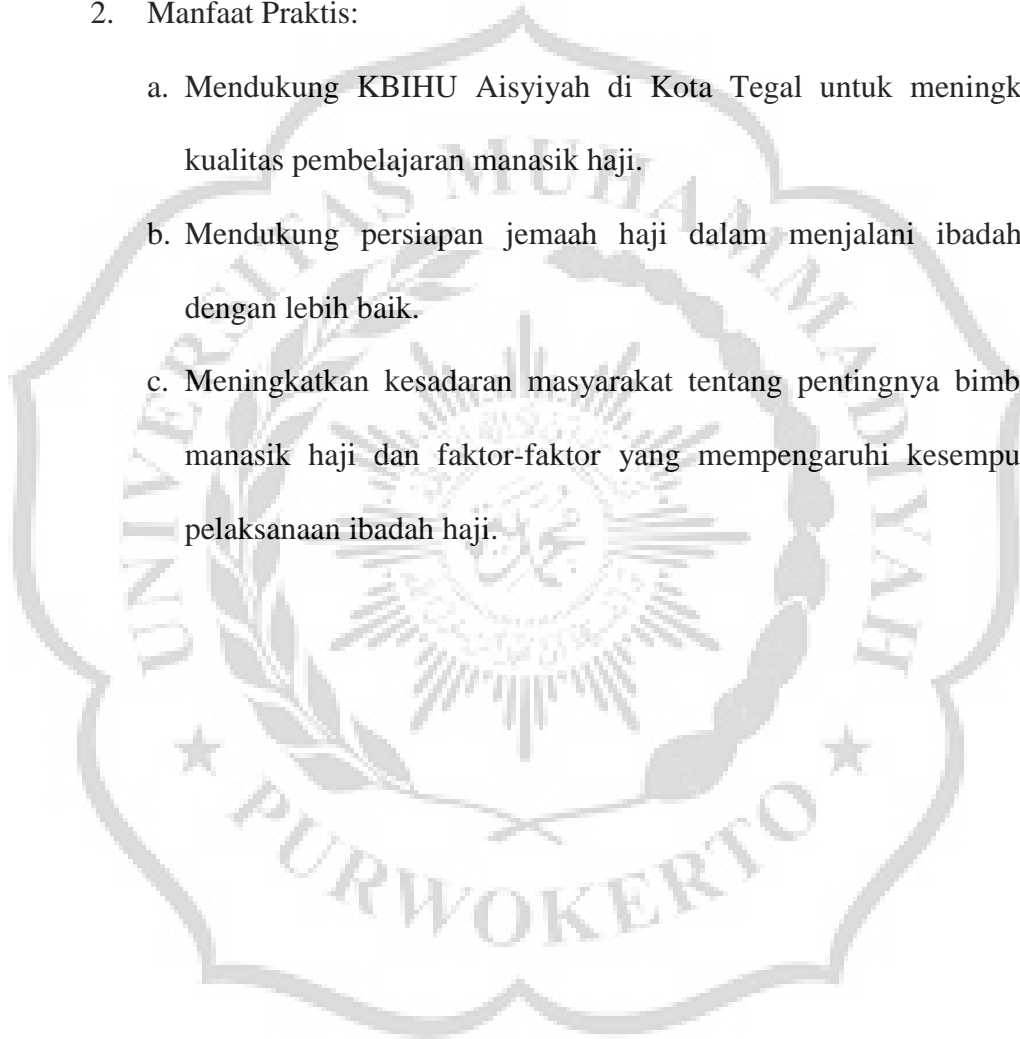 2. Manfaat Praktis:
a. Mendukung KBIHU Aisyiyah di Kota Tegal untuk meningk
kualitas pembelajaran manasik haji.
b. Mendukung persiapan jemaah haji dalam menjalani ibadah
dengan lebih baik.
c. Meningkatkan kesadaran masyarakat tentang pentingnya bimb
manasik haji dan faktor-faktor yang mempengaruhi kesempu
pelaksanaan ibadah haji.
UNIVERSITAS MUHAMMADIYAH
PURWOKERTO